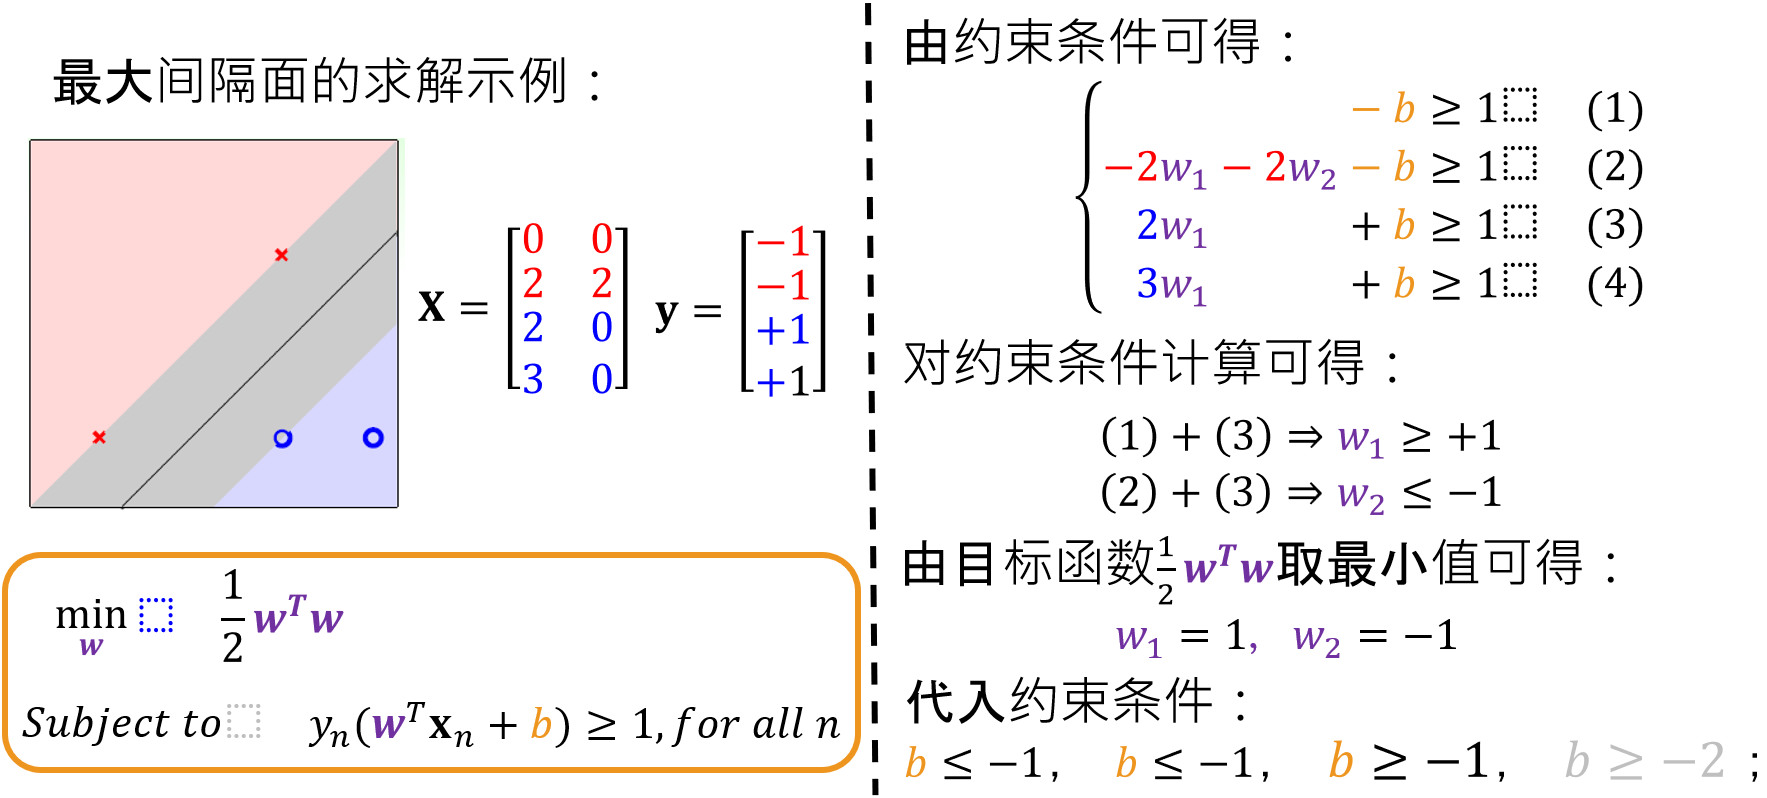 最大间隔面的求解示例：
X = [0 0; 2 2; 2 0; 3 0] y = [−1; −1; +1; +1]
min w ½ wᵀw
Subject to yₙ(wᵀxₙ + b) ≥ 1, for all n
由约束条件可得：
− b ≥ 1 (1)
−2w₁ − 2w₂ − b ≥ 1 (2)
2w₁ + b ≥ 1 (3)
3w₁ + b ≥ 1 (4)
对约束条件计算可得：
(1) + (3) ⇒ w₁ ≥ +1
(2) + (3) ⇒ w₂ ≤ −1
由目标函数½ wᵀw取最小值可得：
w₁ = 1, w₂ = −1
代入约束条件：
b ≤ −1, b ≤ −1, b ≥ −1, b ≥ −2 ;